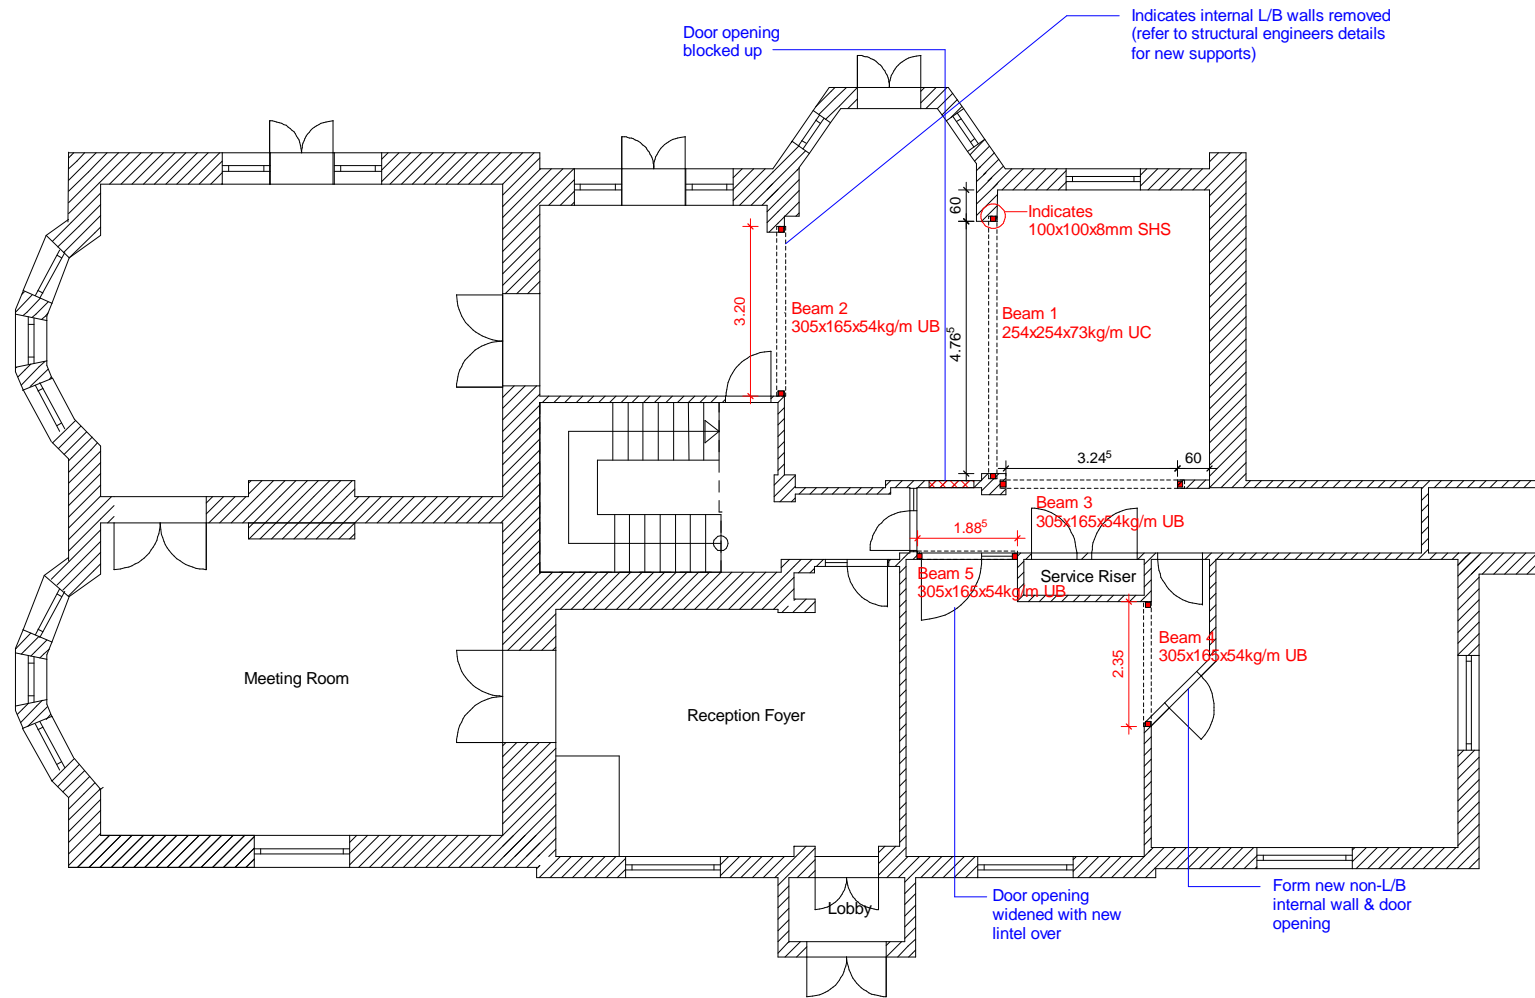 Door opening
blocked up
Indicates internal L/B walls removed
(refer to structural engineers details
for new supports)
60
Indicates
100x100x8mm SHS
3.20
Beam 2
305x165x54kg/m UB
4.76⁵
Beam 1
254x254x73kg/m UC
3.24⁵
60
Beam 3
305x165x54kg/m UB
1.88⁵
Beam 5
305x165x54kg/m UB
Service Riser
Beam 4
305x165x54kg/m UB
2.35
Meeting Room
Reception Foyer
Lobby
Door opening
widened with new
lintel over
Form new non-L/B
internal wall & door
opening